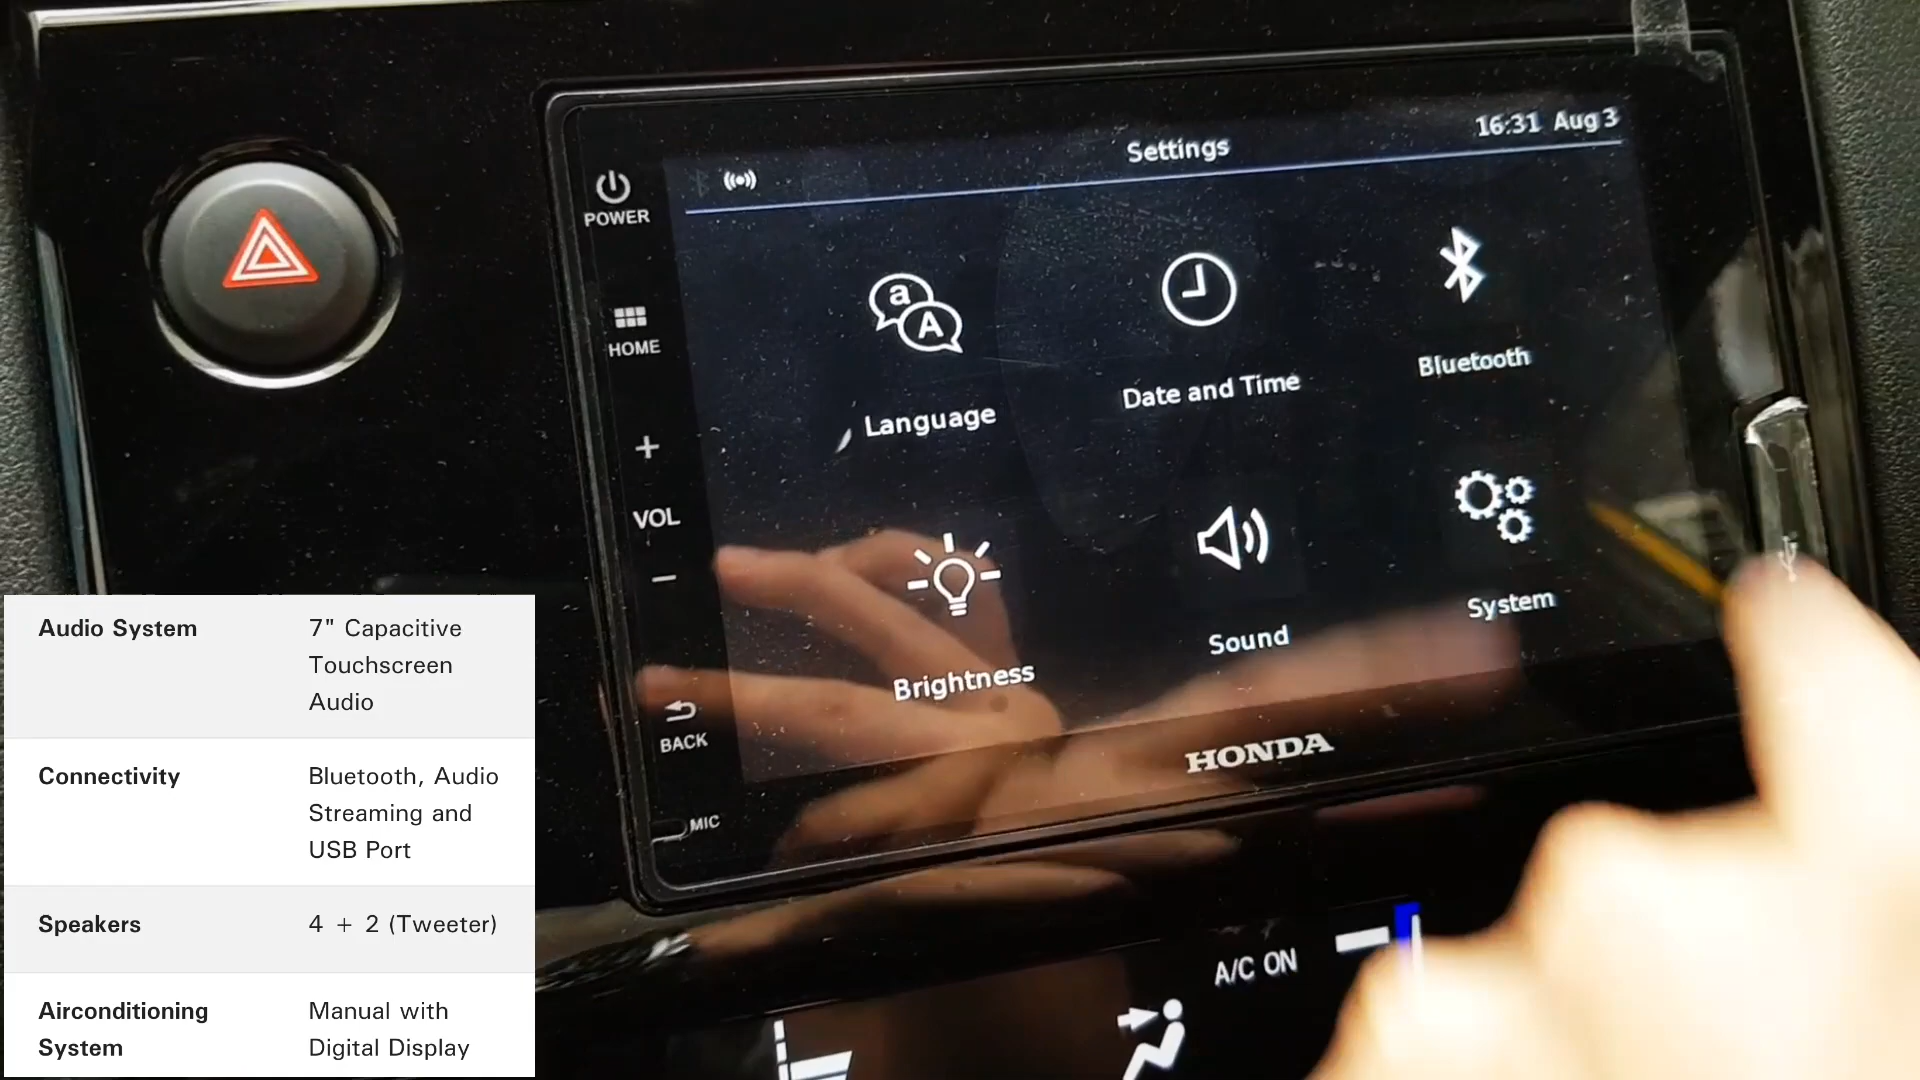 16:31 Aug 3
Settings
POWER
HOME
Language
Date and Time
Bluetooth
+
VOL
−
Brightness
Sound
System
BACK
HONDA
MIC
A/C ON
Audio System
7" Capacitive
Touchscreen
Audio
Connectivity
Bluetooth, Audio
Streaming and
USB Port
Speakers
4 + 2 (Tweeter)
Airconditioning
System
Manual with
Digital Display